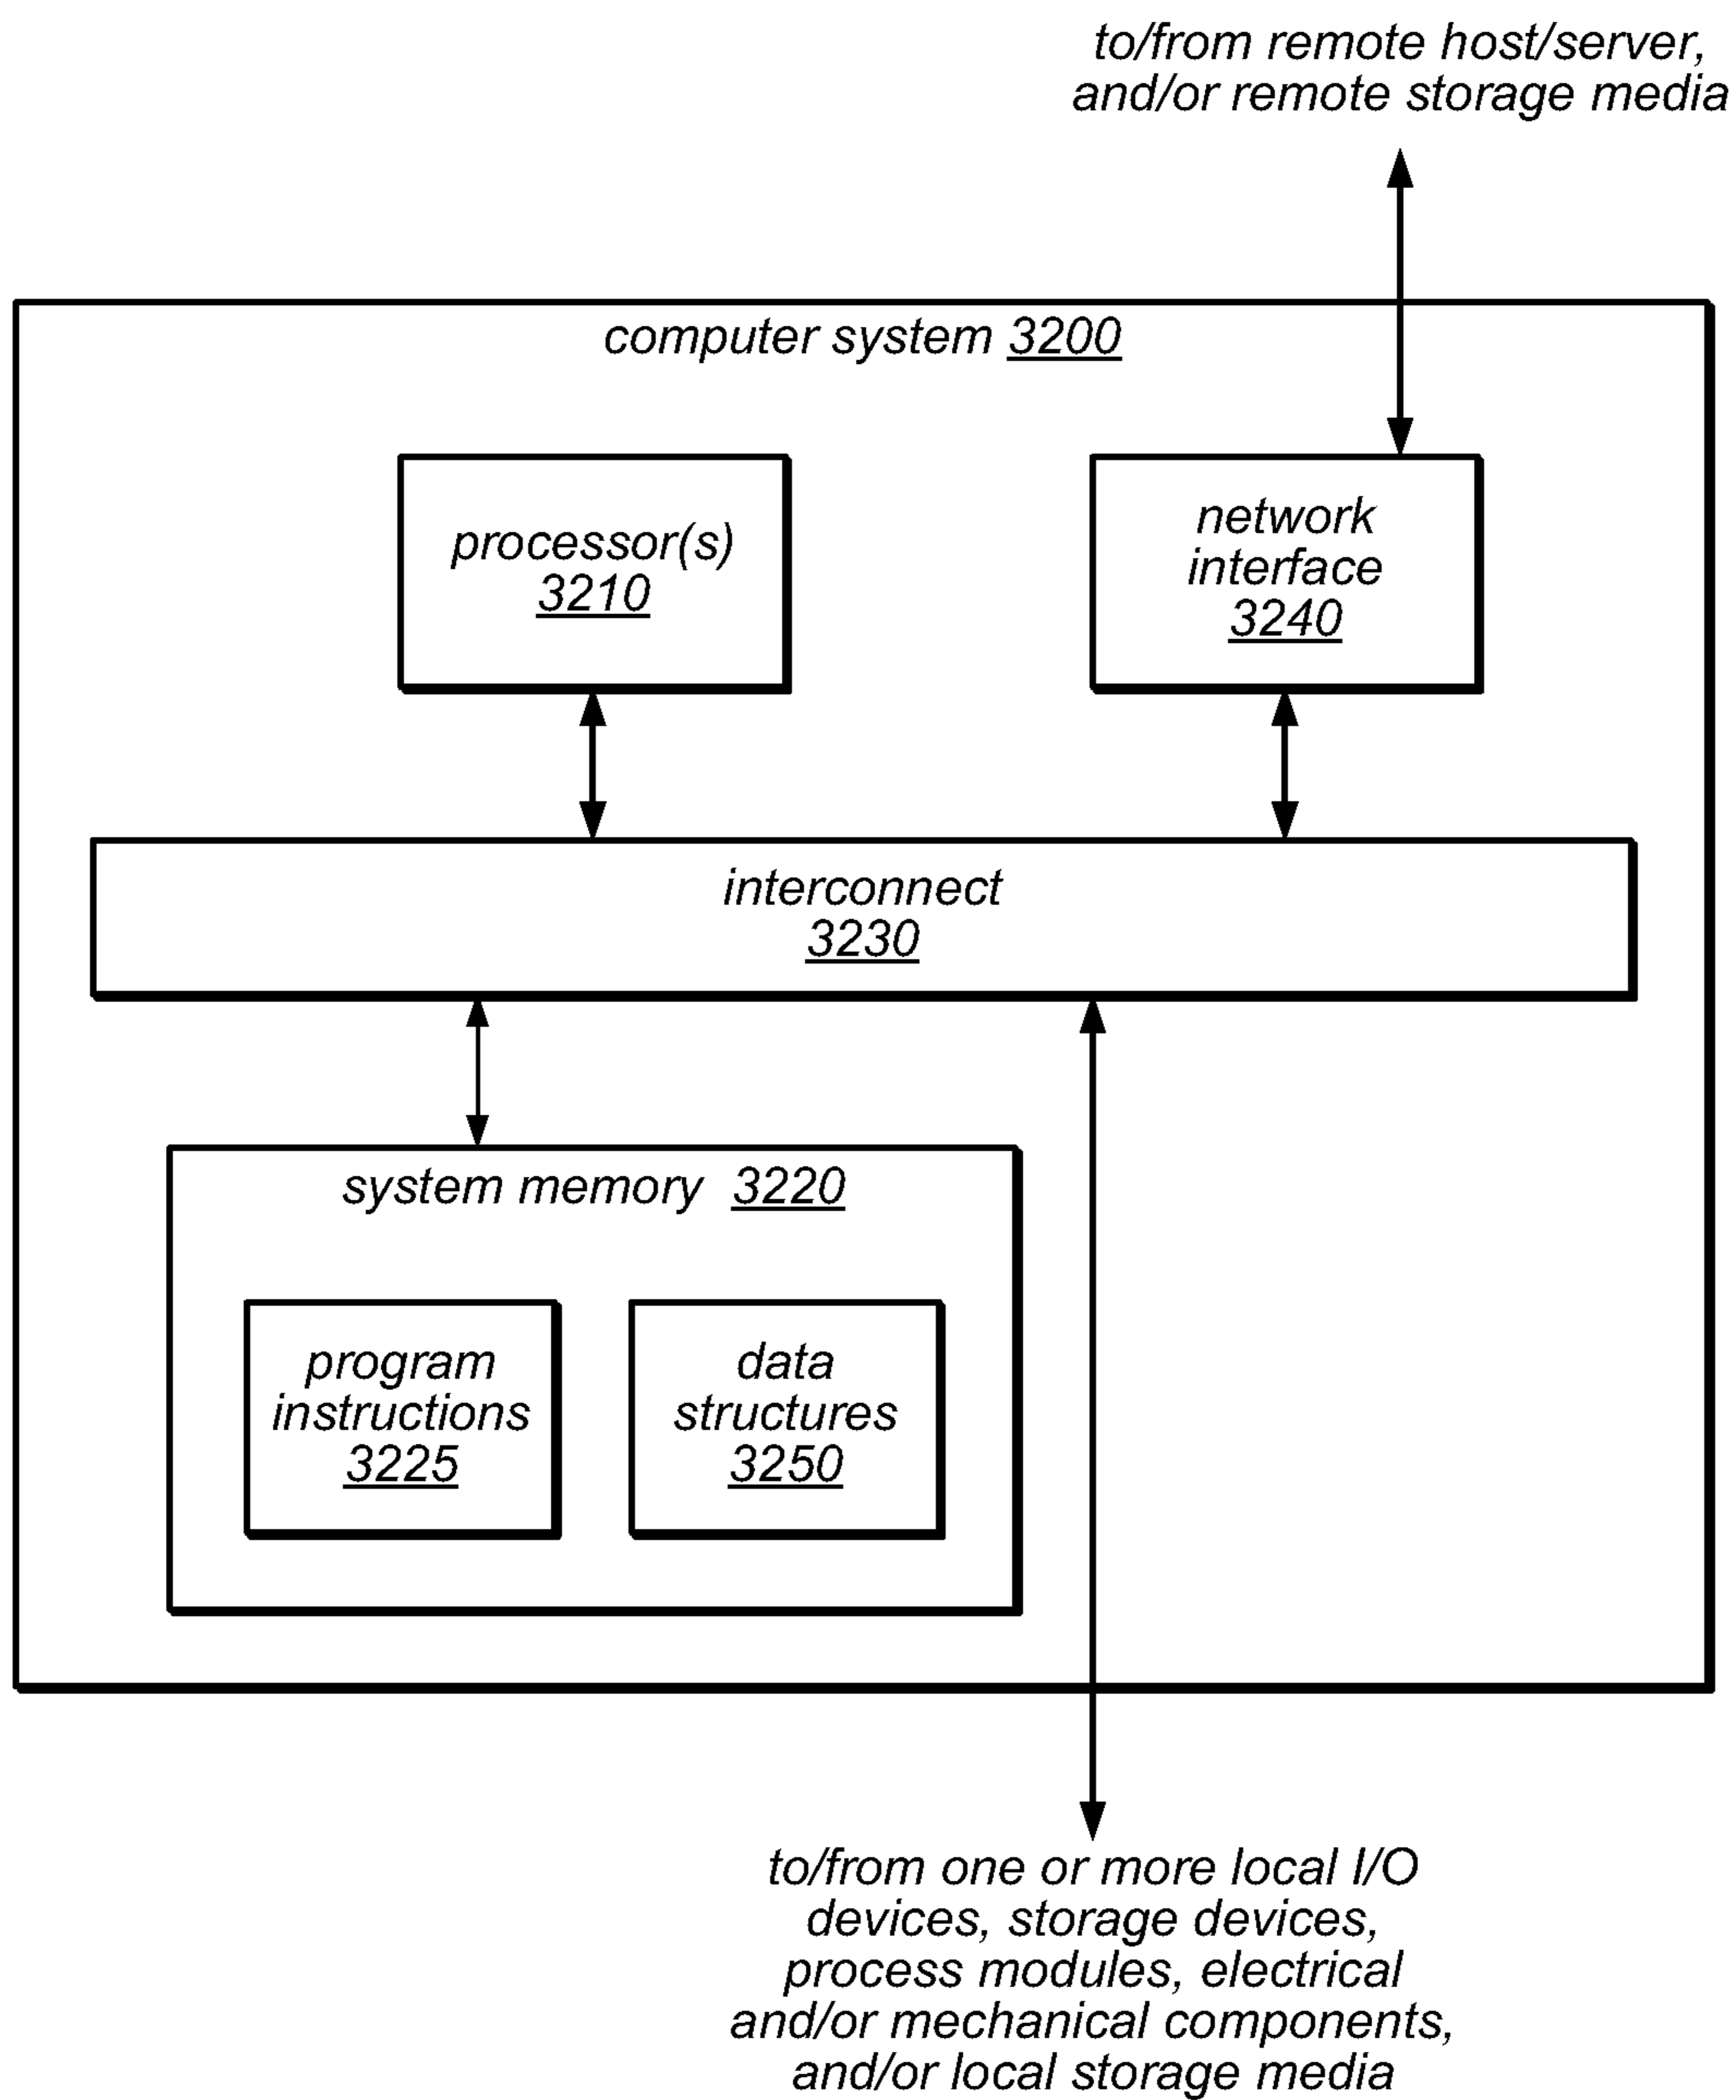 to/from remote host/server,
and/or remote storage media
computer system 3200
processor(s)
3210
network
interface
3240
interconnect
3230
system memory 3220
program
instructions
3225
data
structures
3250
to/from one or more local I/O
devices, storage devices,
process modules, electrical
and/or mechanical components,
and/or local storage media